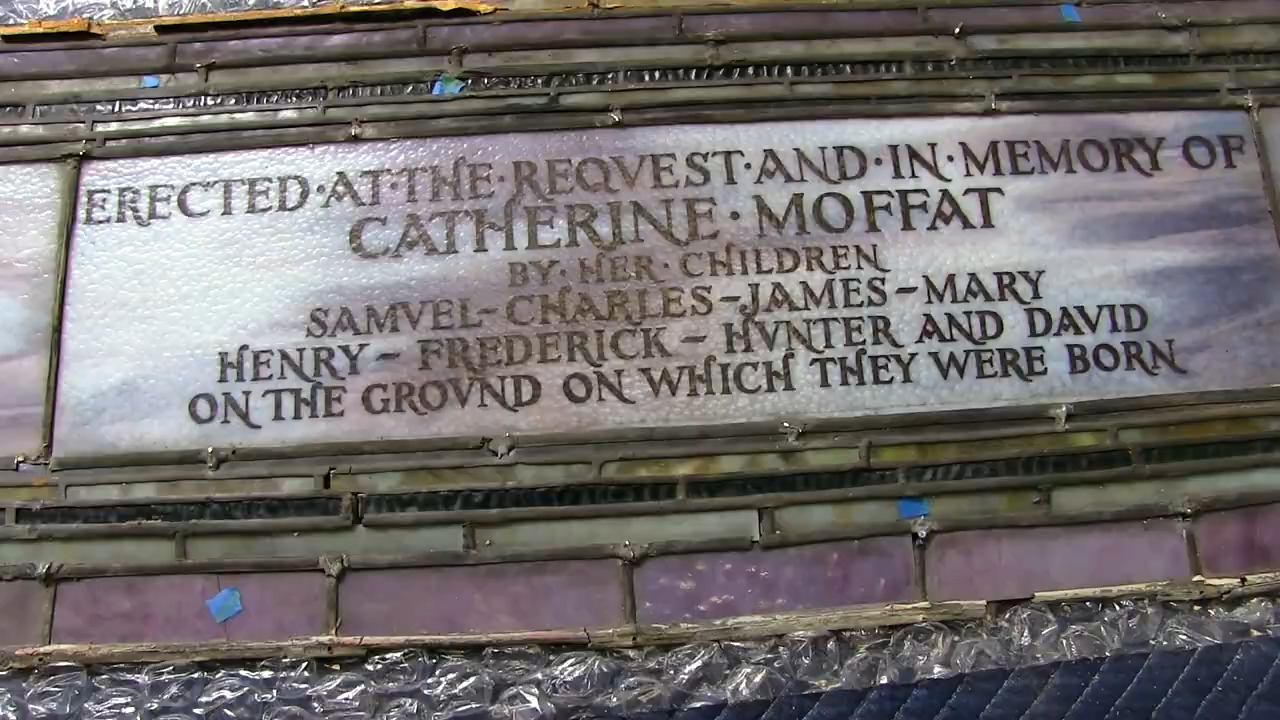 ERECTED·AT·THE·REQVEST·AND·IN·MEMORY OF
CATHERINE·MOFFAT
BY·HER·CHILDREN
SAMVEL-CHARLES-JAMES-MARY
HENRY-FREDERICK-HVNTER AND DAVID
ON THE GROVND ON WHICH THEY WERE BORN